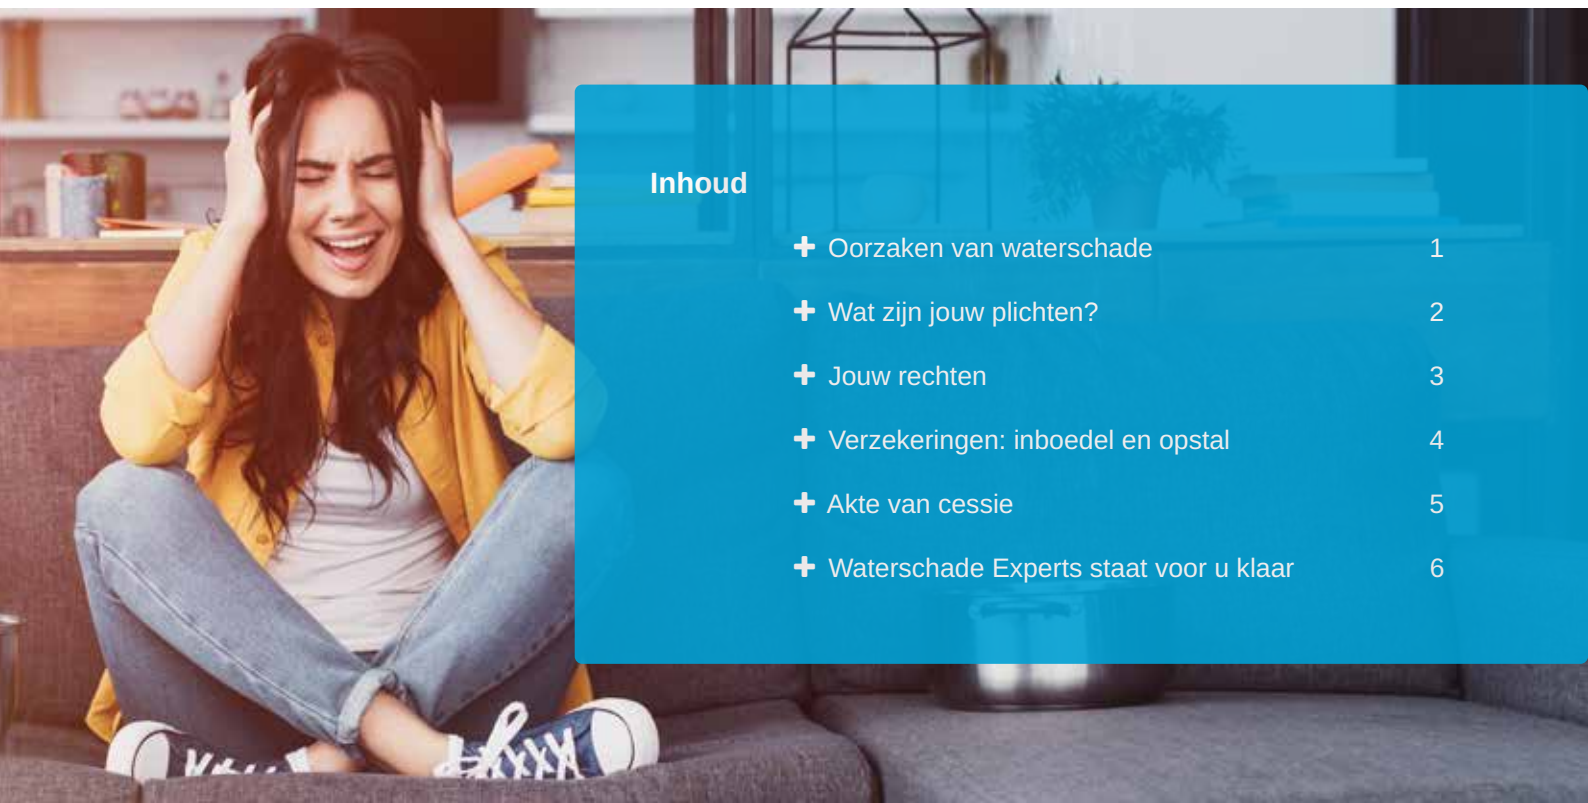 Inhoud
Oorzaken van waterschade 1
Wat zijn jouw plichten? 2
Jouw rechten 3
Verzekeringen: inboedel en opstal 4
Akte van cessie 5
Waterschade Experts staat voor u klaar 6